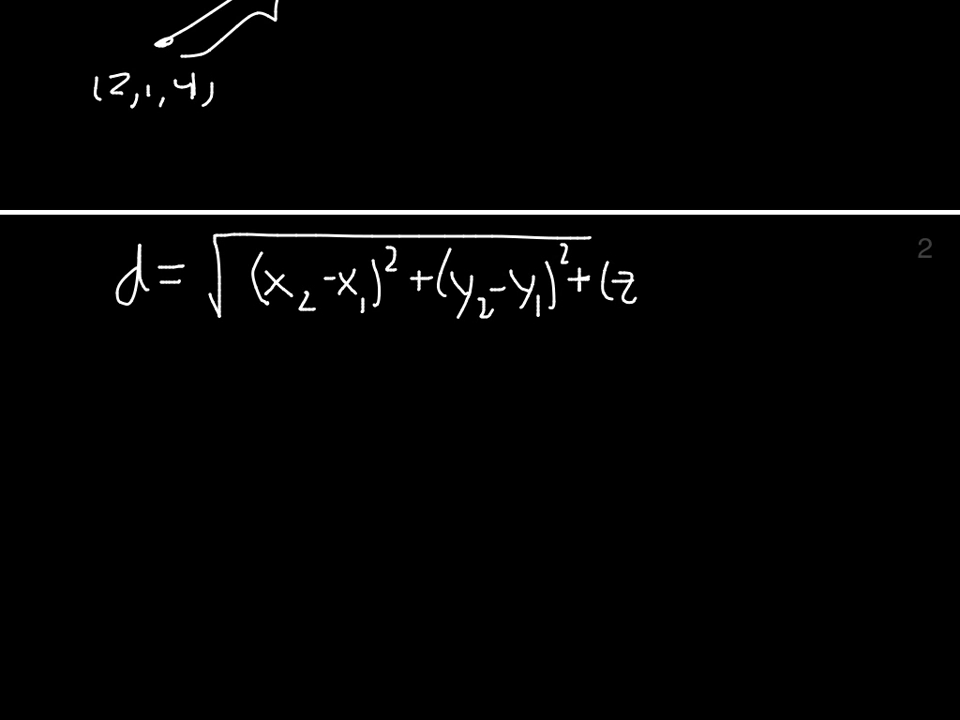 (2,1,4)
2
d = √(x₂ - x₁)² + (y₂ - y₁)² + (z